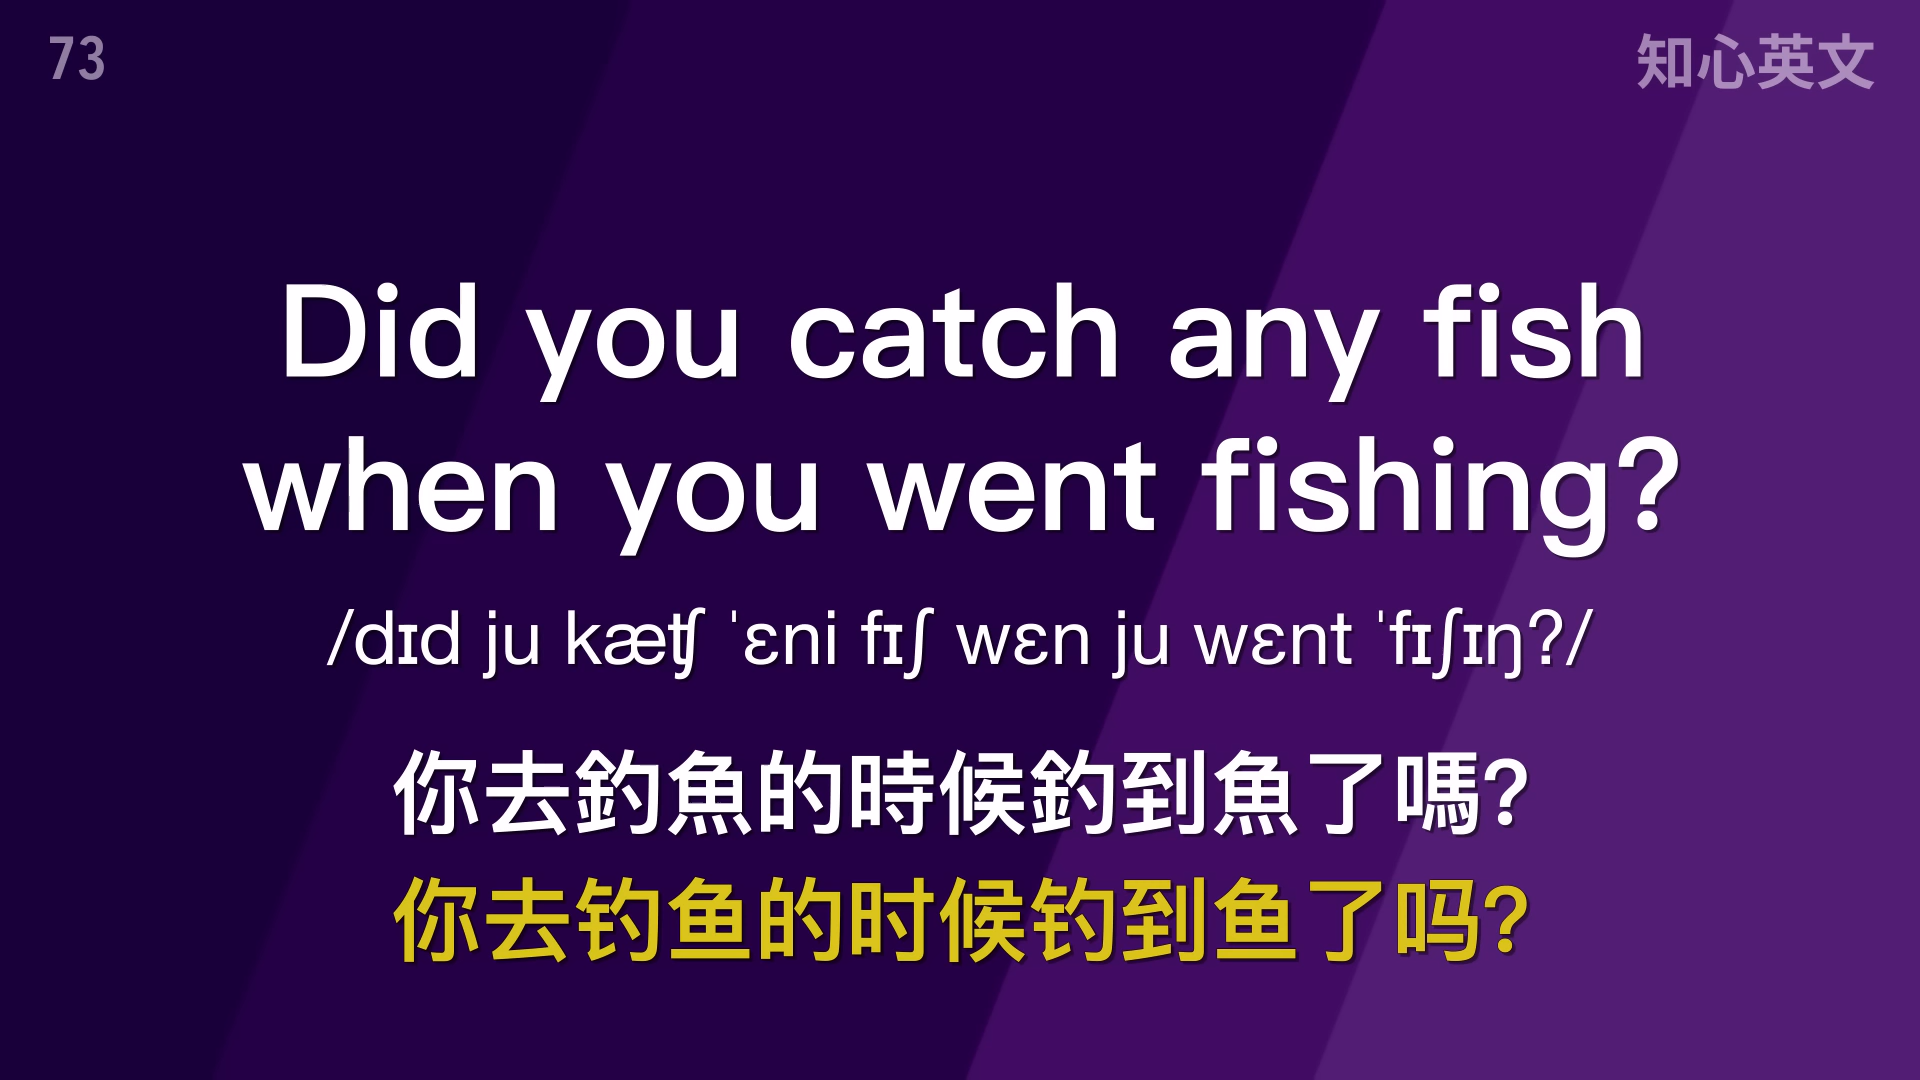 73
知心英文
Did you catch any fish
when you went fishing?
/dɪd ju kæʧ ˈɛni fɪʃ wɛn ju wɛnt ˈfɪʃɪŋ?/
你去釣魚的時候釣到魚了嗎?
你去钓鱼的时候钓到鱼了吗?